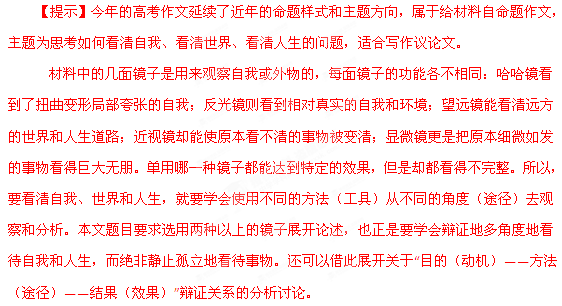 【提示】今年的高考作文延续了近年的命题样式和主题方向，属于给材料自命题作文，
主题为思考如何看清自我、看清世界、看清人生的问题，适合写作议论文。
材料中的几面镜子是用来观察自我或外物的，每面镜子的功能各不相同：哈哈镜看
到了扭曲变形局部夸张的自我；反光镜则看到相对真实的自我和环境；望远镜能看清远方
的世界和人生道路；近视镜却能使原本看不清的事物被变清；显微镜更是把原本细微如发
的事物看得巨大无朋。单用哪一种镜子都能达到特定的效果，但是却都看得不完整。所以，
要看清自我、世界和人生，就要学会使用不同的方法（工具）从不同的角度（途径）去观
察和分析。本文题目要求选用两种以上的镜子展开论述，也正是要学会辩证地多角度地看
待自我和人生，而绝非静止孤立地看待事物。还可以借此展开关于“目的（动机）——方法
（途径）——结果（效果）”辩证关系的分析讨论。